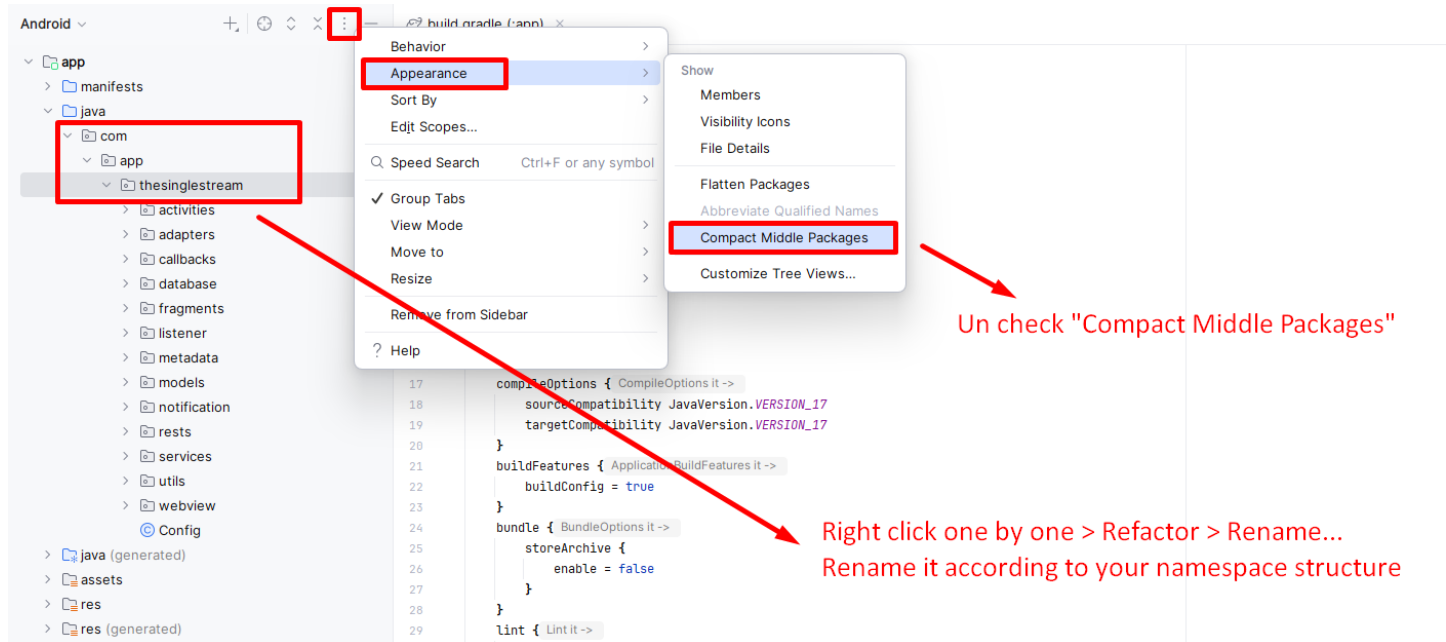 Android
build.gradle (:app)
app
manifests
java
com
app
thesinglestream
activities
adapters
callbacks
database
fragments
listener
metadata
models
notification
rests
services
utils
webview
Config
java (generated)
assets
res
res (generated)
Behavior
Appearance
Sort By
Edit Scopes...
Speed Search Ctrl+F or any symbol
Group Tabs
View Mode
Move to
Resize
Remove from Sidebar
? Help
Show
Members
Visibility Icons
File Details
Flatten Packages
Abbreviate Qualified Names
Compact Middle Packages
Customize Tree Views...
Un check "Compact Middle Packages"
17 compileOptions { CompileOptions it ->
18 sourceCompatibility JavaVersion.VERSION_17
19 targetCompatibility JavaVersion.VERSION_17
20 }
21 buildFeatures { ApplicationBuildFeatures it ->
22 buildConfig = true
23 }
24 bundle { BundleOptions it ->
25 storeArchive {
26 enable = false
27 }
28 }
29 lint { Lint it ->
Right click one by one > Refactor > Rename...
Rename it according to your namespace structure